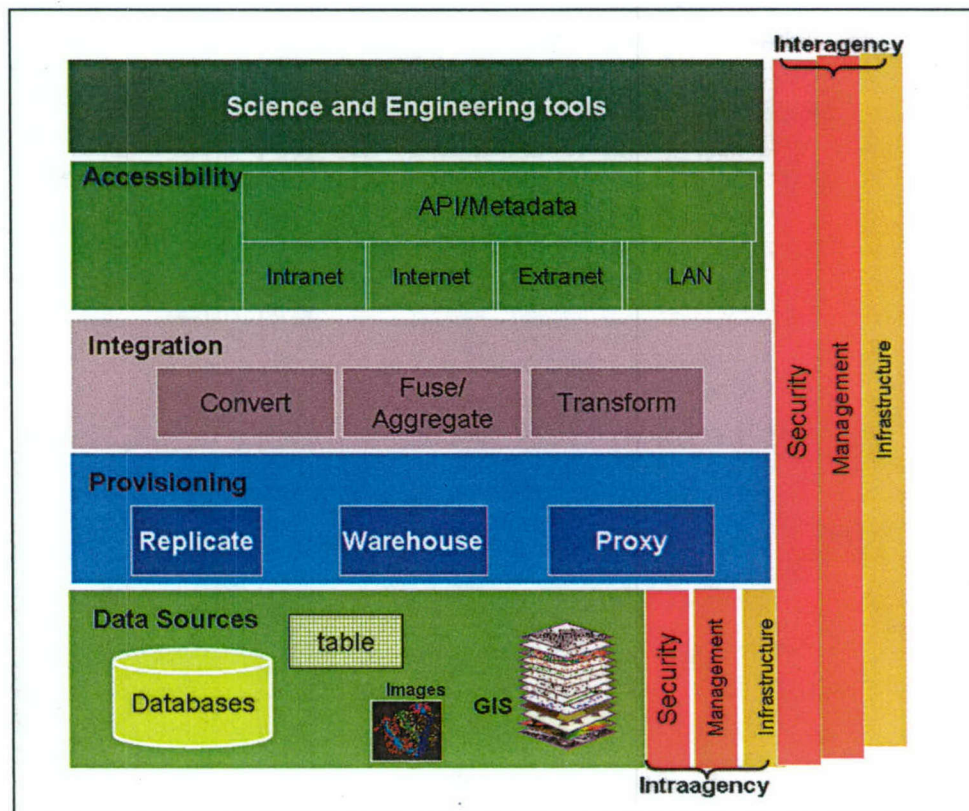 Interagency
Science and Engineering tools
Accessibility
API/Metadata
Intranet
Internet
Extranet
LAN
Integration
Convert
Fuse/
Aggregate
Transform
Provisioning
Replicate
Warehouse
Proxy
Data Sources
table
Databases
Images
GIS
Security
Management
Infrastructure
Intraagency
Security
Management
Infrastructure